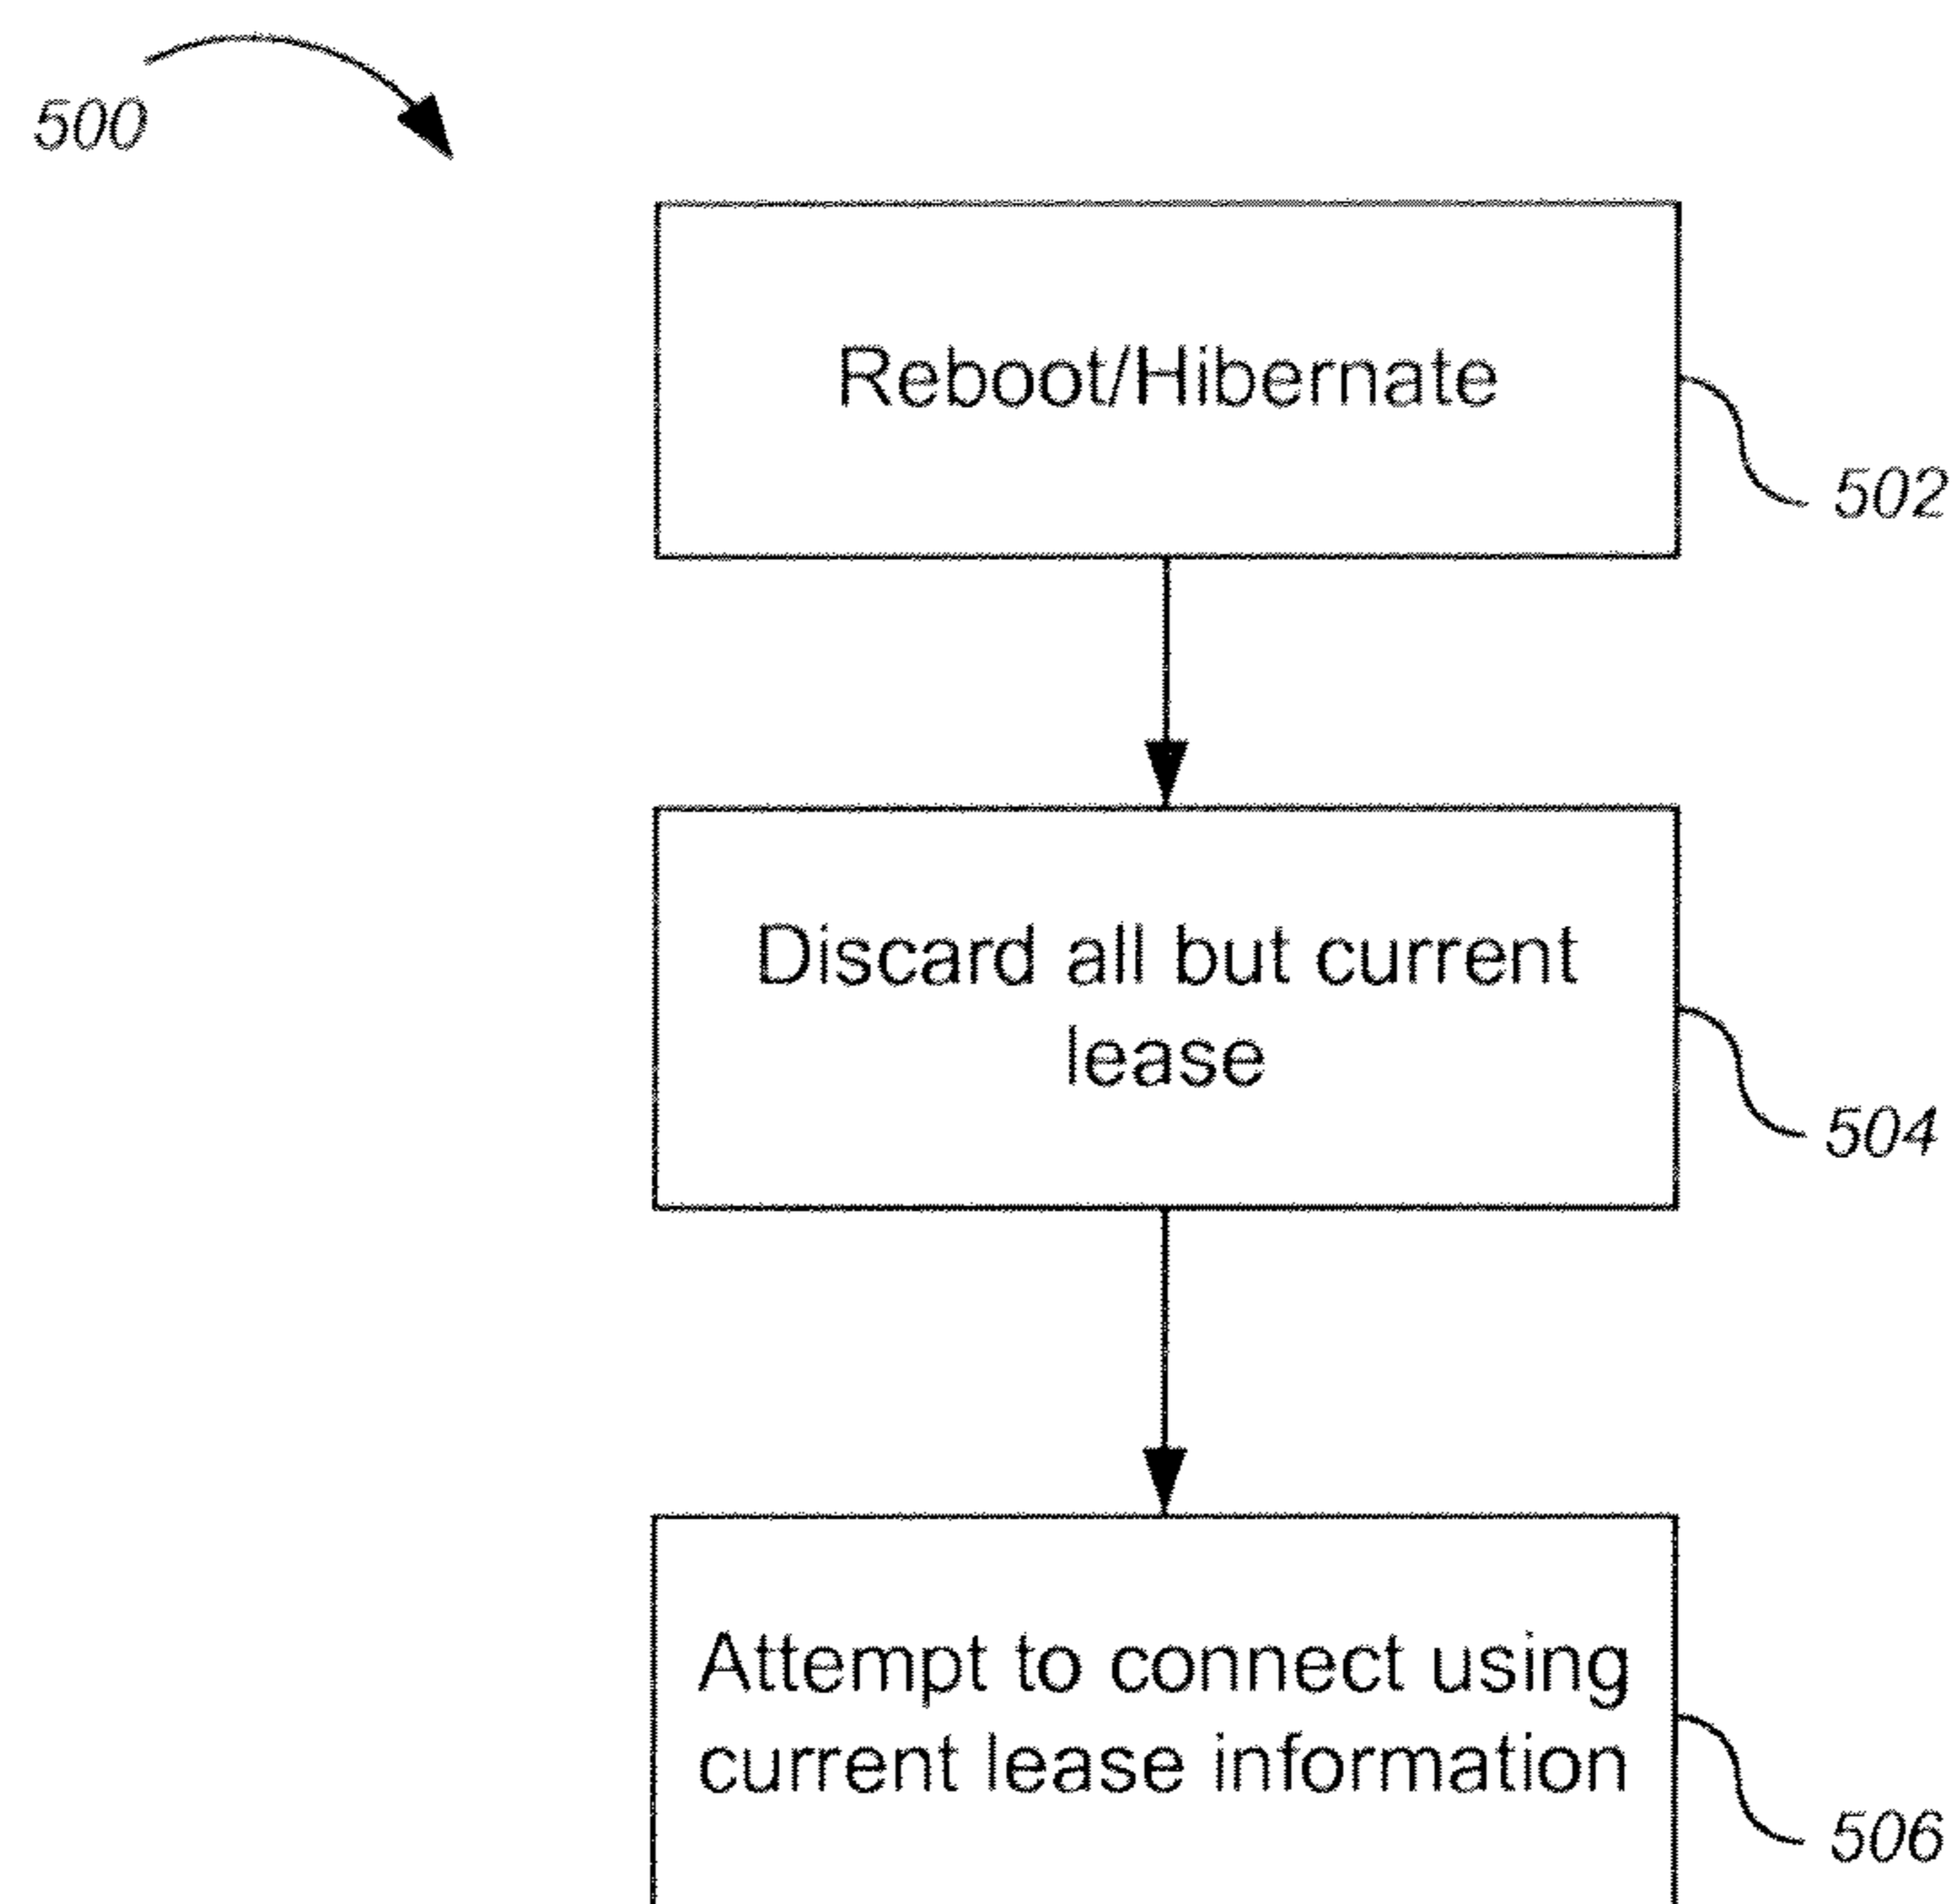 500
Reboot/Hibernate
502
Discard all but current
lease
504
Attempt to connect using
current lease information
506